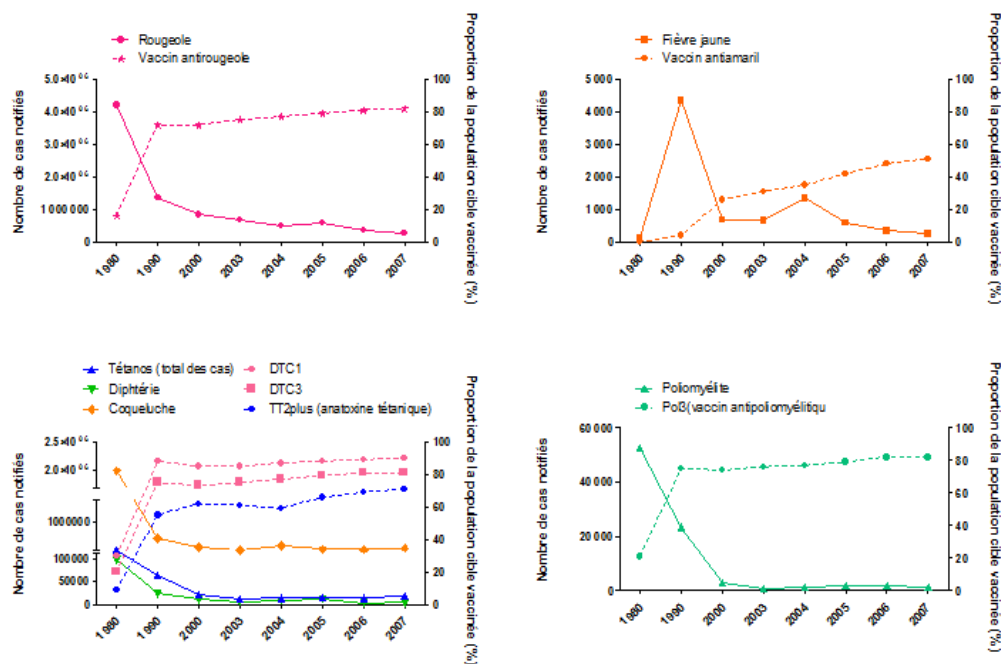 Rougeole
Vaccin antirougeole
Nombre de cas notifiés
5.0×10⁰⁶
4.0×10⁰⁶
3.0×10⁰⁶
2.0×10⁰⁶
1000000
0
100
80
60
40
20
0
Proportion de la population cible vaccinée (%)
1980 1990 2000 2003 2004 2005 2006 2007
Fièvre jaune
Vaccin antiamaril
Nombre de cas notifiés
5 000
4 000
3 000
2 000
1 000
0
100
80
60
40
20
0
Proportion de la population cible vaccinée (%)
1980 1990 2000 2003 2004 2005 2006 2007
Tétanos (total des cas)
Diphtérie
Coqueluche
DTC1
DTC3
TT2plus (anatoxine tétanique)
Nombre de cas notifiés
2.5×10⁰⁶
2.0×10⁰⁶
1000000
100000
50000
0
100
80
60
40
20
0
Proportion de la population cible vaccinée (%)
1980 1990 2000 2003 2004 2005 2006 2007
Poliomyélite
Pol3(vaccin antipoliomyélitiqu
Nombre de cas notifiés
60 000
40 000
20 000
0
100
80
60
40
20
0
Proportion de la population cible vaccinée (%)
1980 1990 2000 2003 2004 2005 2006 2007